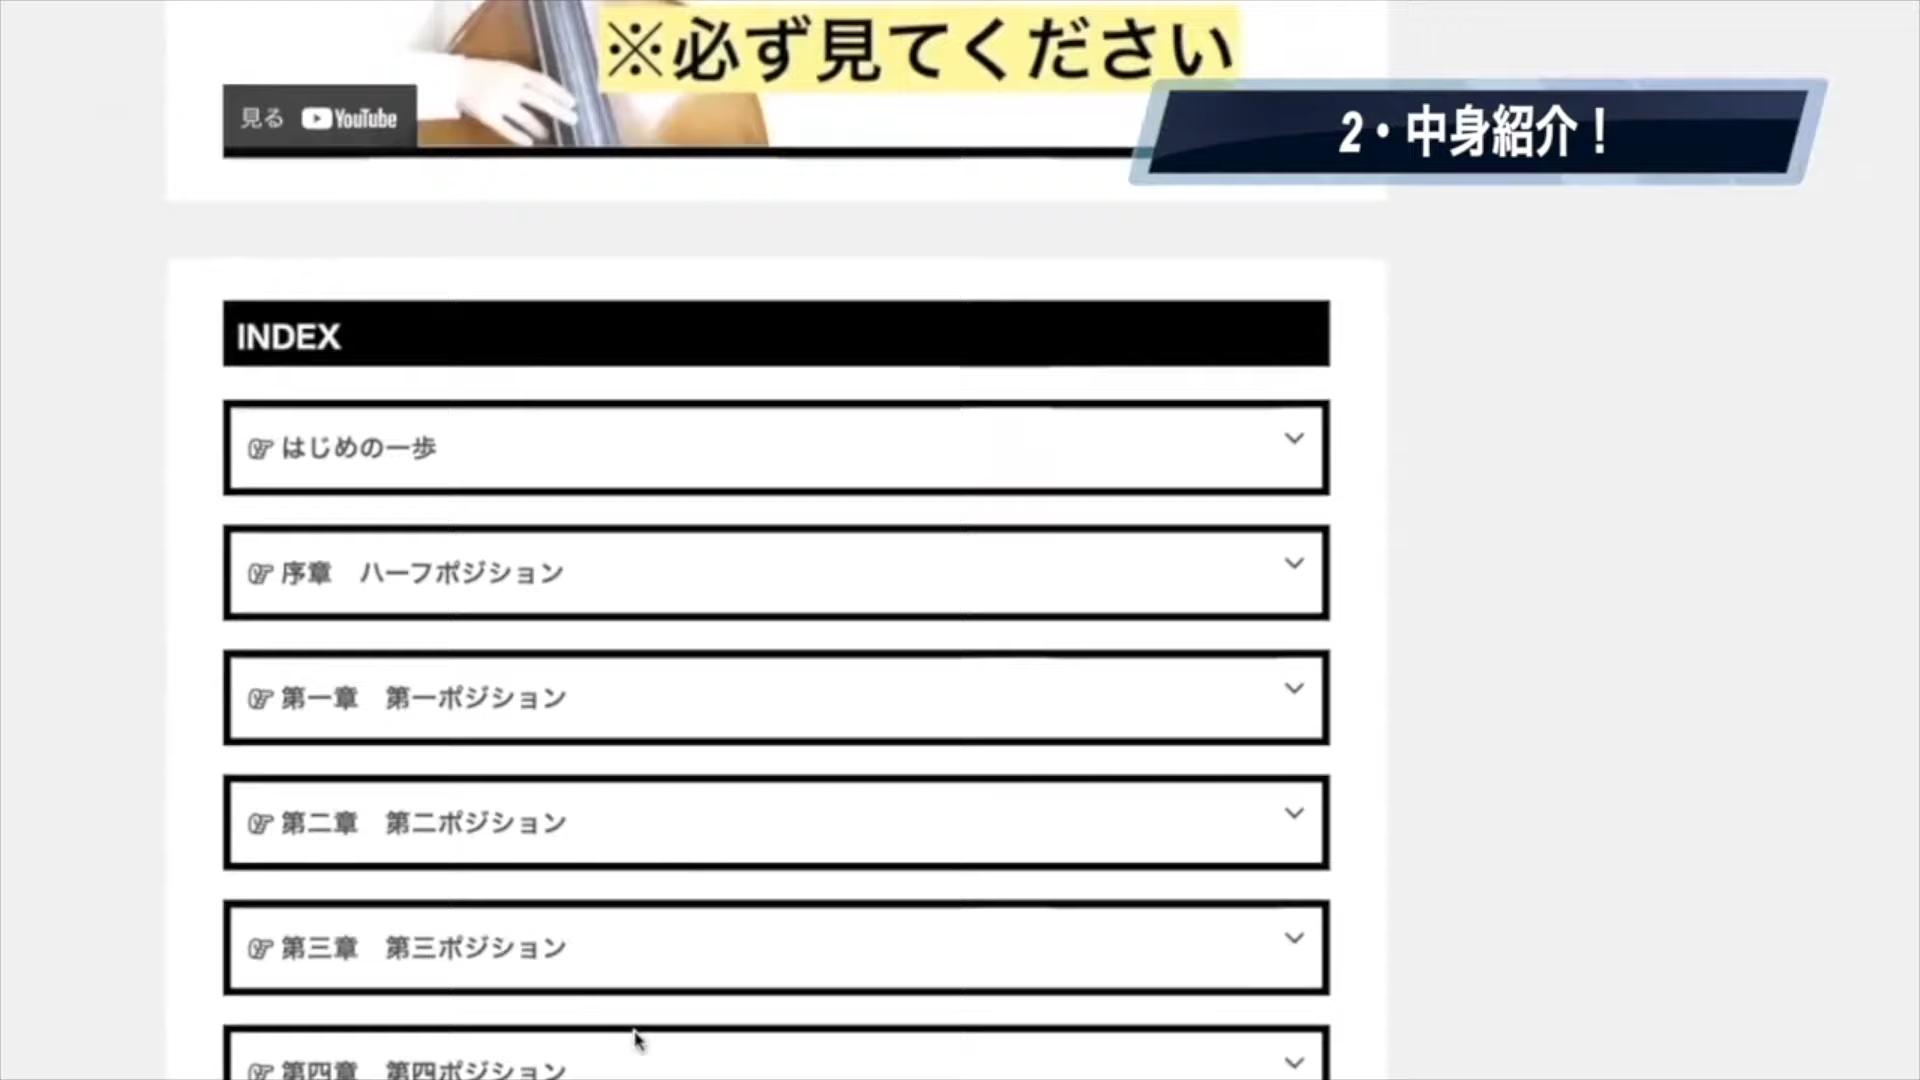 ※必ず見てください
見る YouTube
2・中身紹介！
INDEX
☞ はじめの一歩
☞ 序章　ハーフポジション
☞ 第一章　第一ポジション
☞ 第二章　第二ポジション
☞ 第三章　第三ポジション
☞ 第四章　第四ポジション